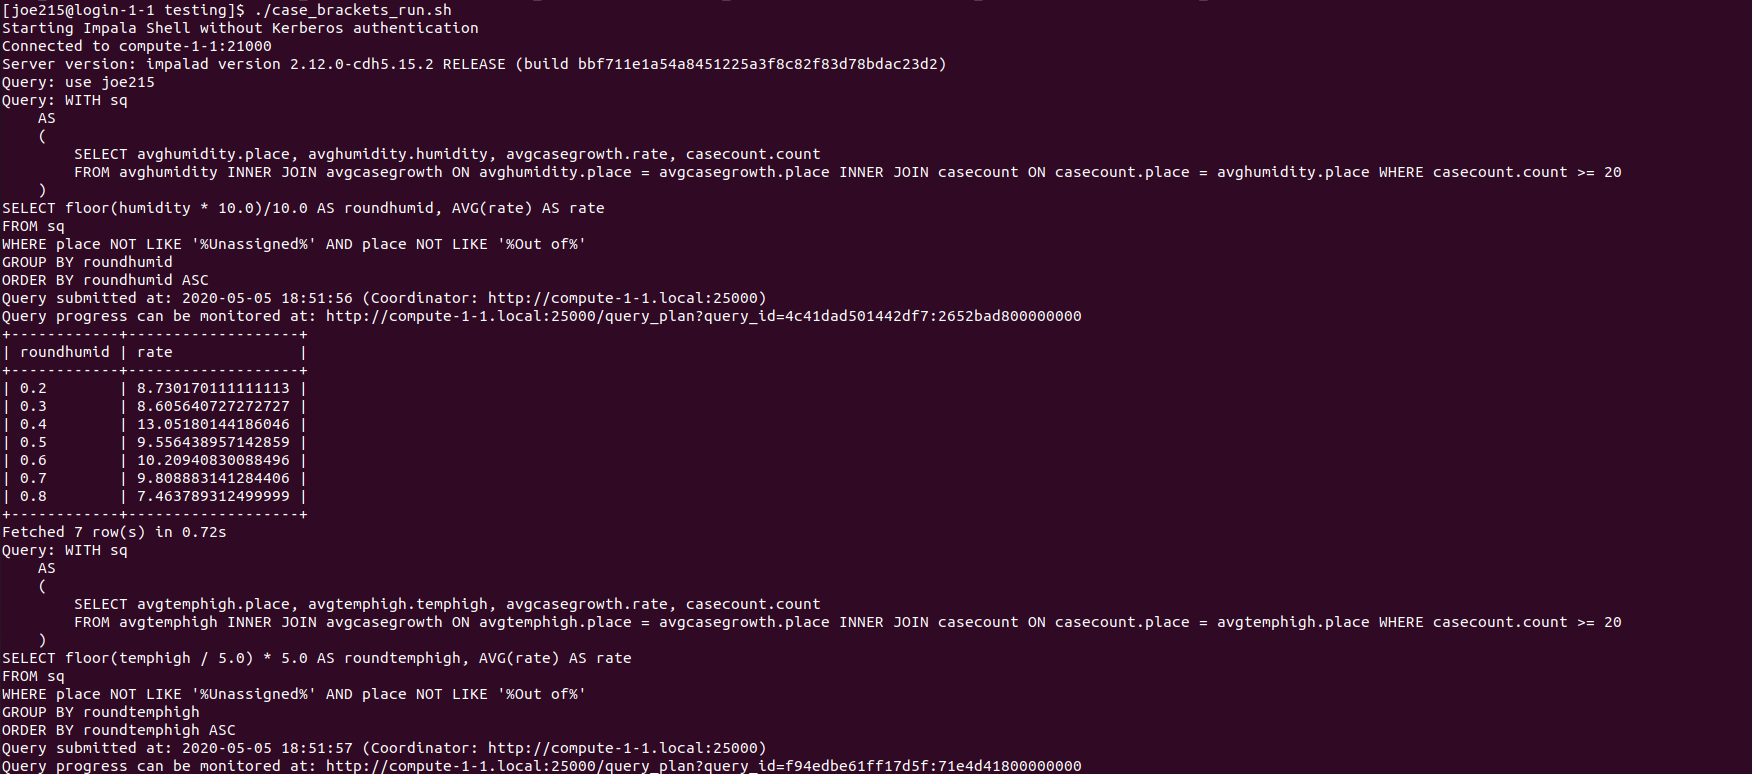 [joe215@login-1-1 testing]$ ./case_brackets_run.sh
Starting Impala Shell without Kerberos authentication
Connected to compute-1-1:21000
Server version: impalad version 2.12.0-cdh5.15.2 RELEASE (build bbf711e1a54a8451225a3f8c82f83d78bdac23d2)
Query: use joe215
Query: WITH sq
    AS
    (
        SELECT avghumidity.place, avghumidity.humidity, avgcasegrowth.rate, casecount.count
        FROM avghumidity INNER JOIN avgcasegrowth ON avghumidity.place = avgcasegrowth.place INNER JOIN casecount ON casecount.place = avghumidity.place WHERE casecount.count >= 20
    )
SELECT floor(humidity * 10.0)/10.0 AS roundhumid, AVG(rate) AS rate
FROM sq
WHERE place NOT LIKE '%Unassigned%' AND place NOT LIKE '%Out of%'
GROUP BY roundhumid
ORDER BY roundhumid ASC
Query submitted at: 2020-05-05 18:51:56 (Coordinator: http://compute-1-1.local:25000)
Query progress can be monitored at: http://compute-1-1.local:25000/query_plan?query_id=4c41dad501442df7:2652bad800000000
+------------+-------------------+
| roundhumid | rate              |
+------------+-------------------+
| 0.2        | 8.730170111111113 |
| 0.3        | 8.605640727272727 |
| 0.4        | 13.05180144186046 |
| 0.5        | 9.556438957142859 |
| 0.6        | 10.20940830088496 |
| 0.7        | 9.808883141284406 |
| 0.8        | 7.463789312499999 |
+------------+-------------------+
Fetched 7 row(s) in 0.72s
Query: WITH sq
    AS
    (
        SELECT avgtemphigh.place, avgtemphigh.temphigh, avgcasegrowth.rate, casecount.count
        FROM avgtemphigh INNER JOIN avgcasegrowth ON avgtemphigh.place = avgcasegrowth.place INNER JOIN casecount ON casecount.place = avgtemphigh.place WHERE casecount.count >= 20
    )
SELECT floor(temphigh / 5.0) * 5.0 AS roundtemphigh, AVG(rate) AS rate
FROM sq
WHERE place NOT LIKE '%Unassigned%' AND place NOT LIKE '%Out of%'
GROUP BY roundtemphigh
ORDER BY roundtemphigh ASC
Query submitted at: 2020-05-05 18:51:57 (Coordinator: http://compute-1-1.local:25000)
Query progress can be monitored at: http://compute-1-1.local:25000/query_plan?query_id=f94edbe61ff17d5f:71e4d41800000000